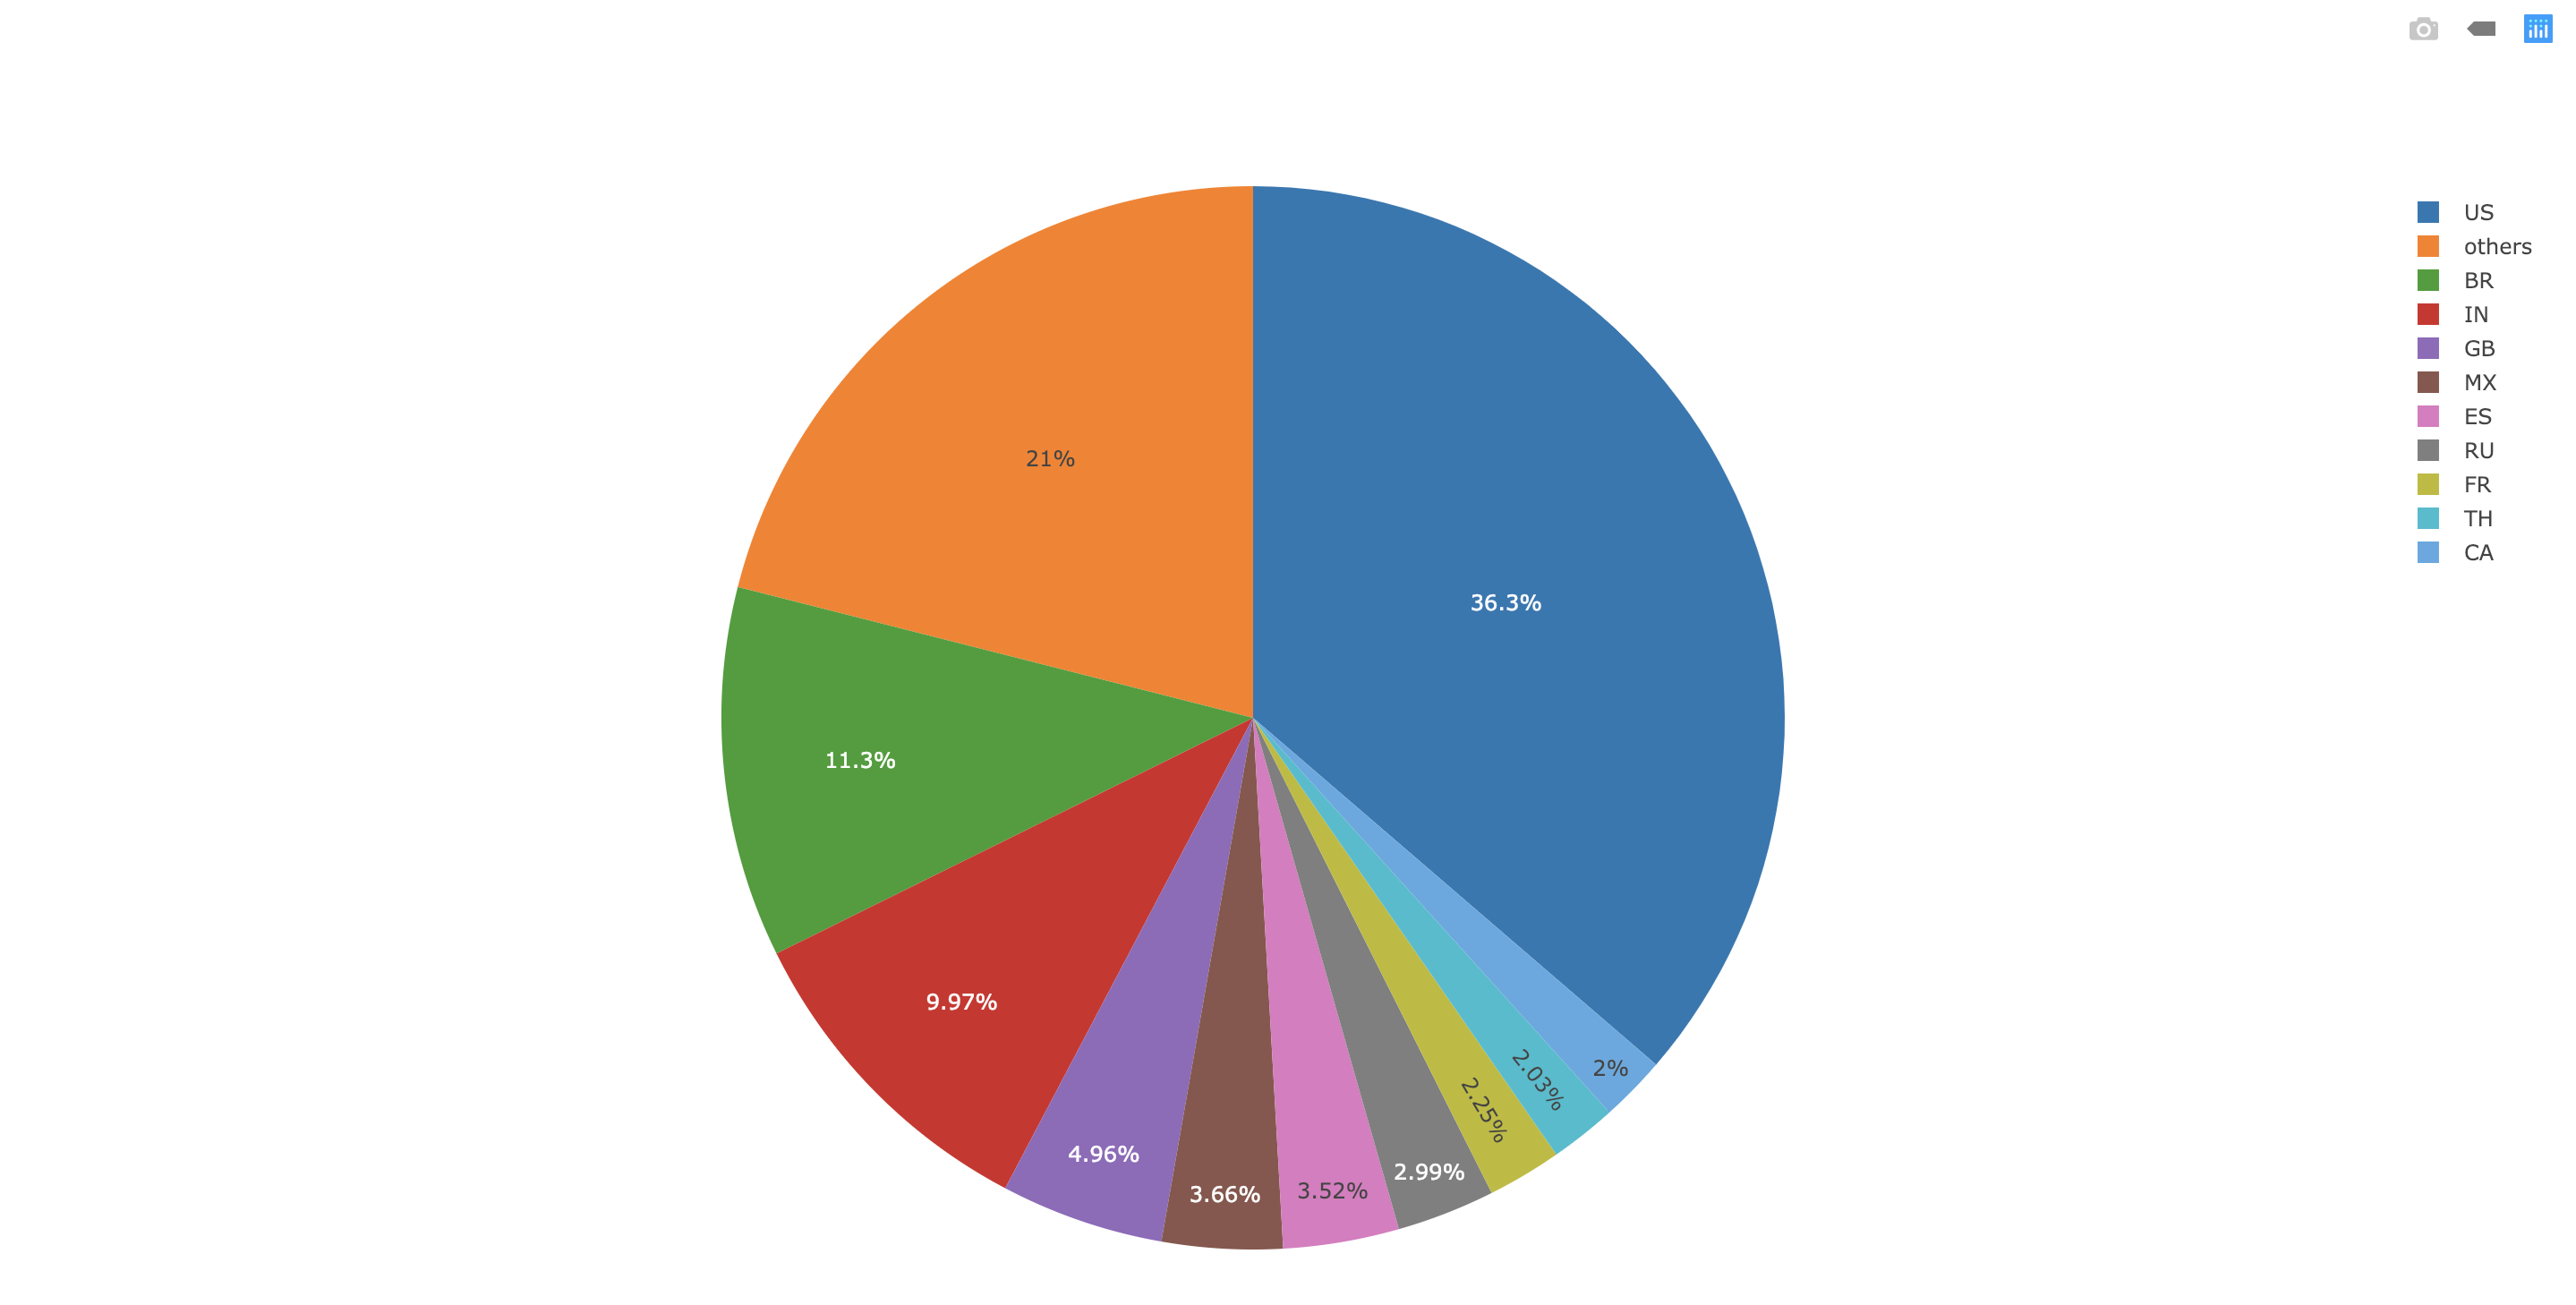 US
others
BR
IN
GB
MX
ES
RU
FR
TH
CA
21%
36.3%
11.3%
9.97%
4.96%
3.66%
3.52%
2.99%
2.25%
2.03%
2%